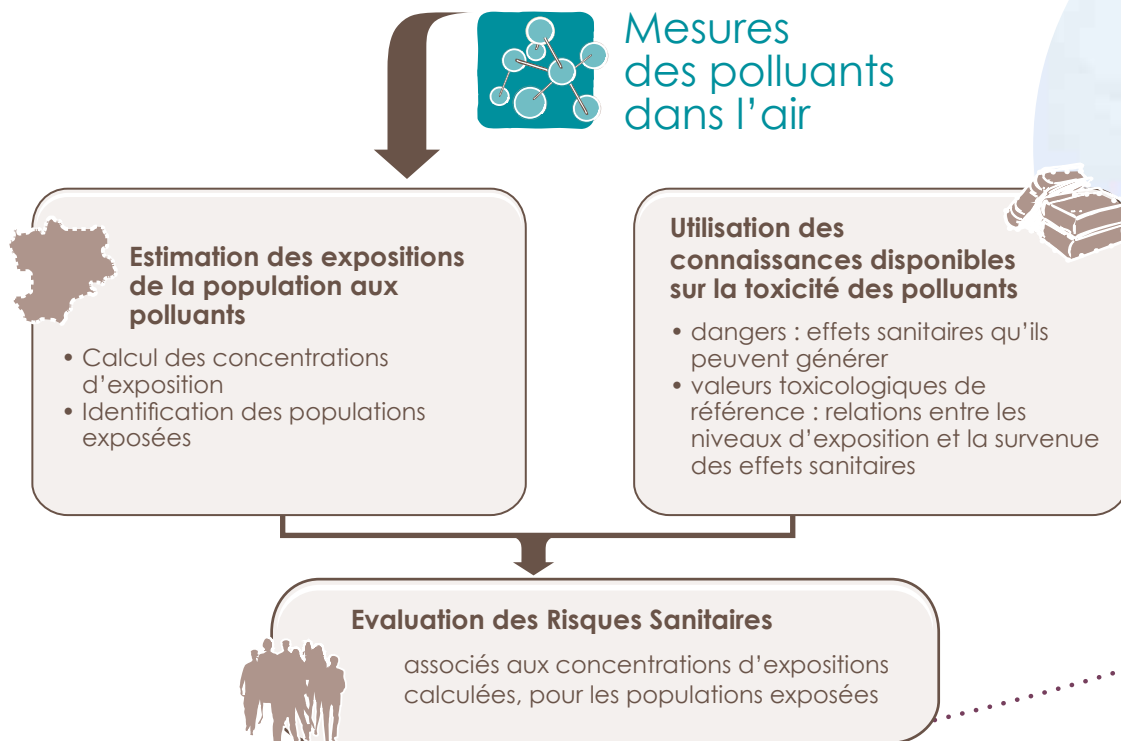 Mesures
des polluants
dans l’air
Estimation des expositions
de la population aux
polluants
• Calcul des concentrations
d’exposition
• Identification des populations
exposées
Utilisation des
connaissances disponibles
sur la toxicité des polluants
• dangers : effets sanitaires qu’ils
peuvent générer
• valeurs toxicologiques de
référence : relations entre les
niveaux d’exposition et la survenue
des effets sanitaires
Evaluation des Risques Sanitaires
associés aux concentrations d’expositions
calculées, pour les populations exposées